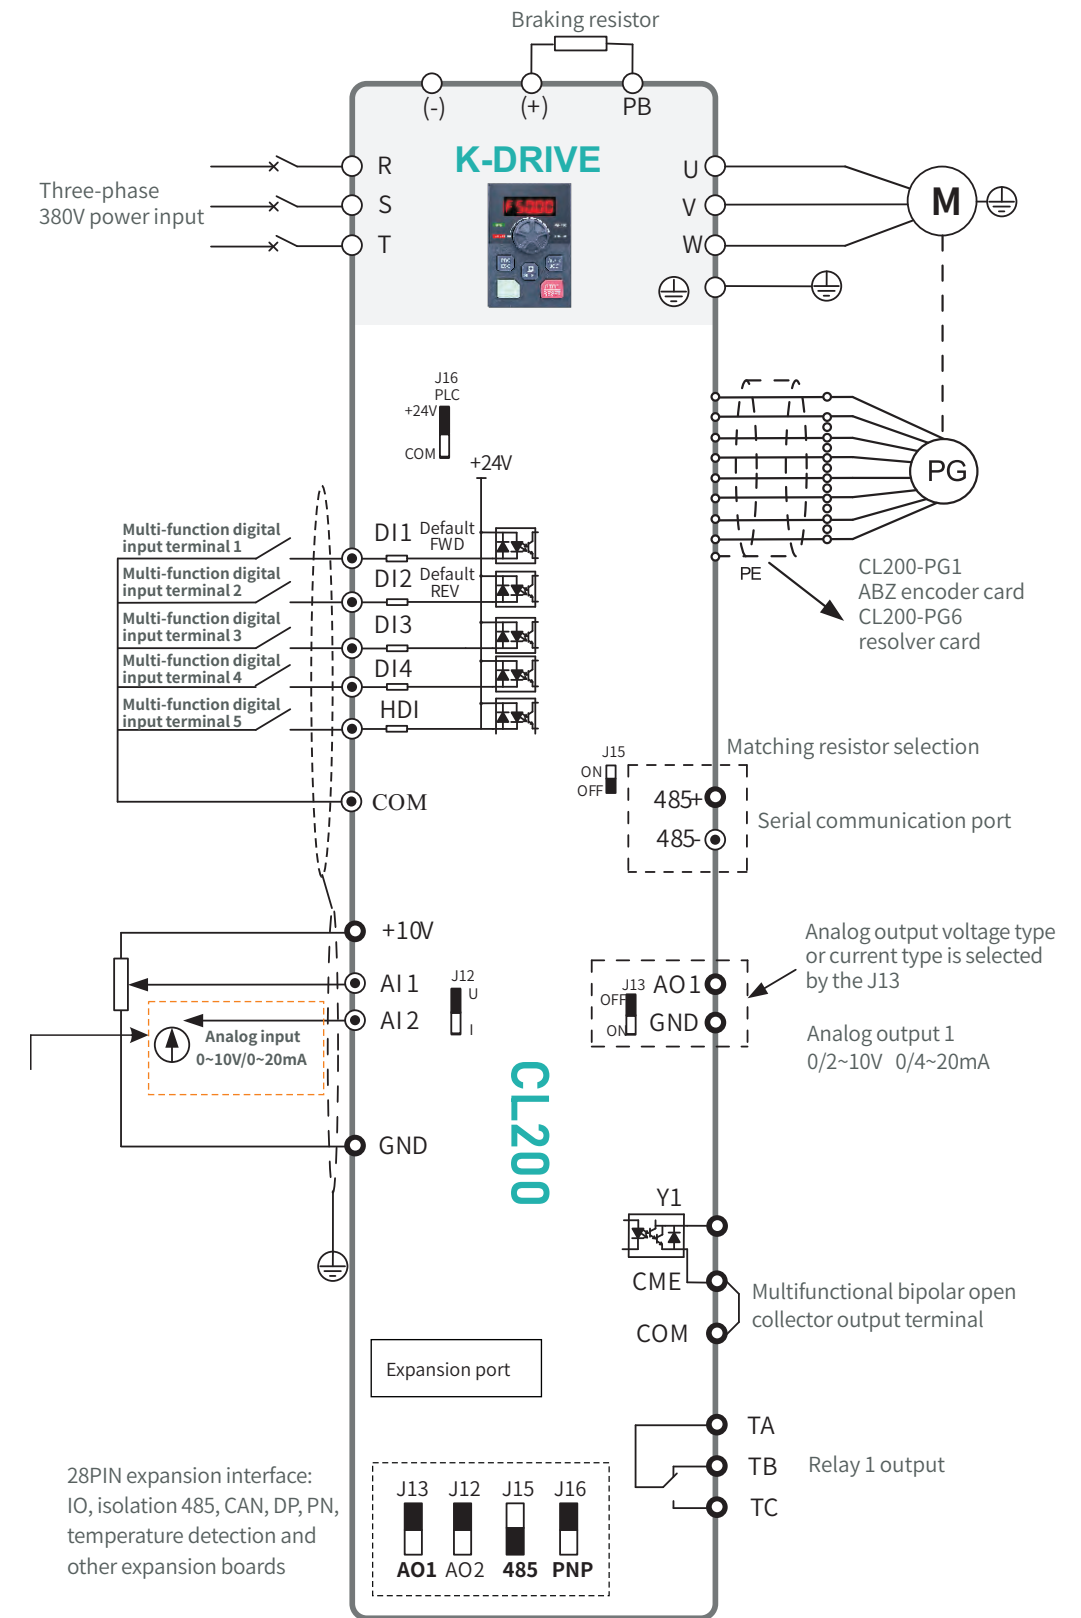 Braking resistor
(-)
(+)
PB
K-DRIVE
R
S
T
Three-phase
380V power input
U
V
W
M
J16
PLC
+24V
COM
+24V
PG
PE
CL200-PG1
ABZ encoder card
CL200-PG6
resolver card
Multi-function digital
input terminal 1
DI1 Default
FWD
Multi-function digital
input terminal 2
DI2 Default
REV
Multi-function digital
input terminal 3
DI3
Multi-function digital
input terminal 4
DI4
Multi-function digital
input terminal 5
HDI
COM
J15
ON
OFF
Matching resistor selection
485+
485-
Serial communication port
+10V
AI1
AI2
J12
U
I
Analog input
0~10V/0~20mA
GND
J13
OFF
ON
AO1
GND
Analog output voltage type
or current type is selected
by the J13
Analog output 1
0/2~10V 0/4~20mA
CL200
Y1
CME
COM
Multifunctional bipolar open
collector output terminal
Expansion port
TA
TB
TC
Relay 1 output
28PIN expansion interface:
IO, isolation 485, CAN, DP, PN,
temperature detection and
other expansion boards
J13 J12 J15 J16
AO1 AO2 485 PNP